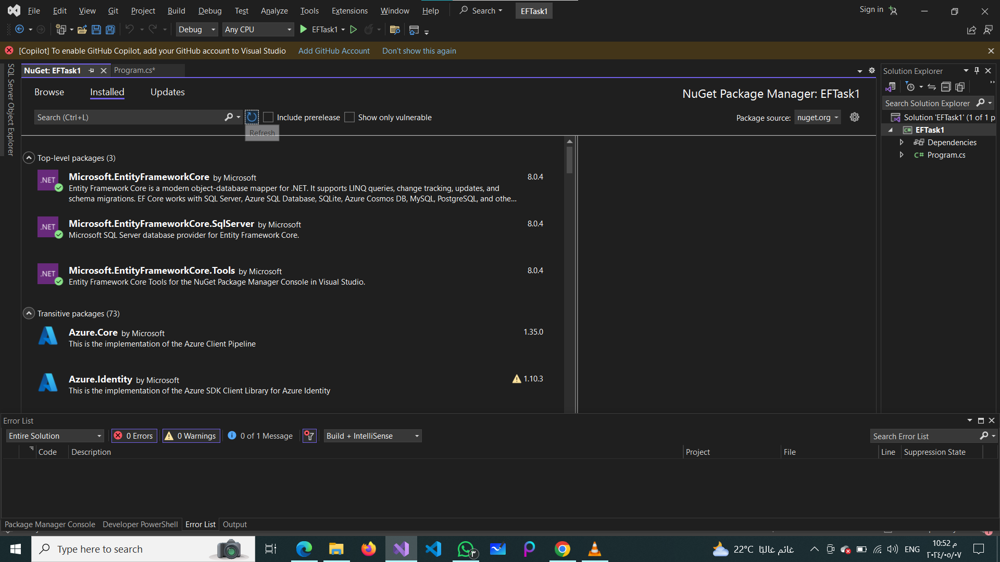 File Edit View Git Project Build Debug Test Analyze Tools Extensions Window Help Search EFTask1 Sign in
Debug Any CPU EFTask1
[Copilot] To enable GitHub Copilot, add your GitHub account to Visual Studio Add GitHub Account Don't show this again
SQL Server Object Explorer
NuGet: EFTask1 Program.cs*
Browse Installed Updates
NuGet Package Manager: EFTask1
Search (Ctrl+L) Include prerelease Show only vulnerable
Package source: nuget.org
Refresh
Top-level packages (3)
.NET Microsoft.EntityFrameworkCore by Microsoft 8.0.4
Entity Framework Core is a modern object-database mapper for .NET. It supports LINQ queries, change tracking, updates, and
schema migrations. EF Core works with SQL Server, Azure SQL Database, SQLite, Azure Cosmos DB, MySQL, PostgreSQL, and othe...
.NET Microsoft.EntityFrameworkCore.SqlServer by Microsoft 8.0.4
Microsoft SQL Server database provider for Entity Framework Core.
.NET Microsoft.EntityFrameworkCore.Tools by Microsoft 8.0.4
Entity Framework Core Tools for the NuGet Package Manager Console in Visual Studio.
Transitive packages (73)
Azure.Core by Microsoft 1.35.0
This is the implementation of the Azure Client Pipeline
Azure.Identity by Microsoft 1.10.3
This is the implementation of the Azure SDK Client Library for Azure Identity
Solution Explorer
Search Solution Explorer
Solution 'EFTask1' (1 of 1 p
C# EFTask1
Dependencies
C# Program.cs
Error List
Entire Solution 0 Errors 0 Warnings 0 of 1 Message Build + IntelliSense Search Error List
Code Description Project File Line Suppression State
Package Manager Console Developer PowerShell Error List Output
Type here to search
٣
22°C غائم غالبًا
ENG
10:52 م
٢٠٢٤/٠٥/٠٧